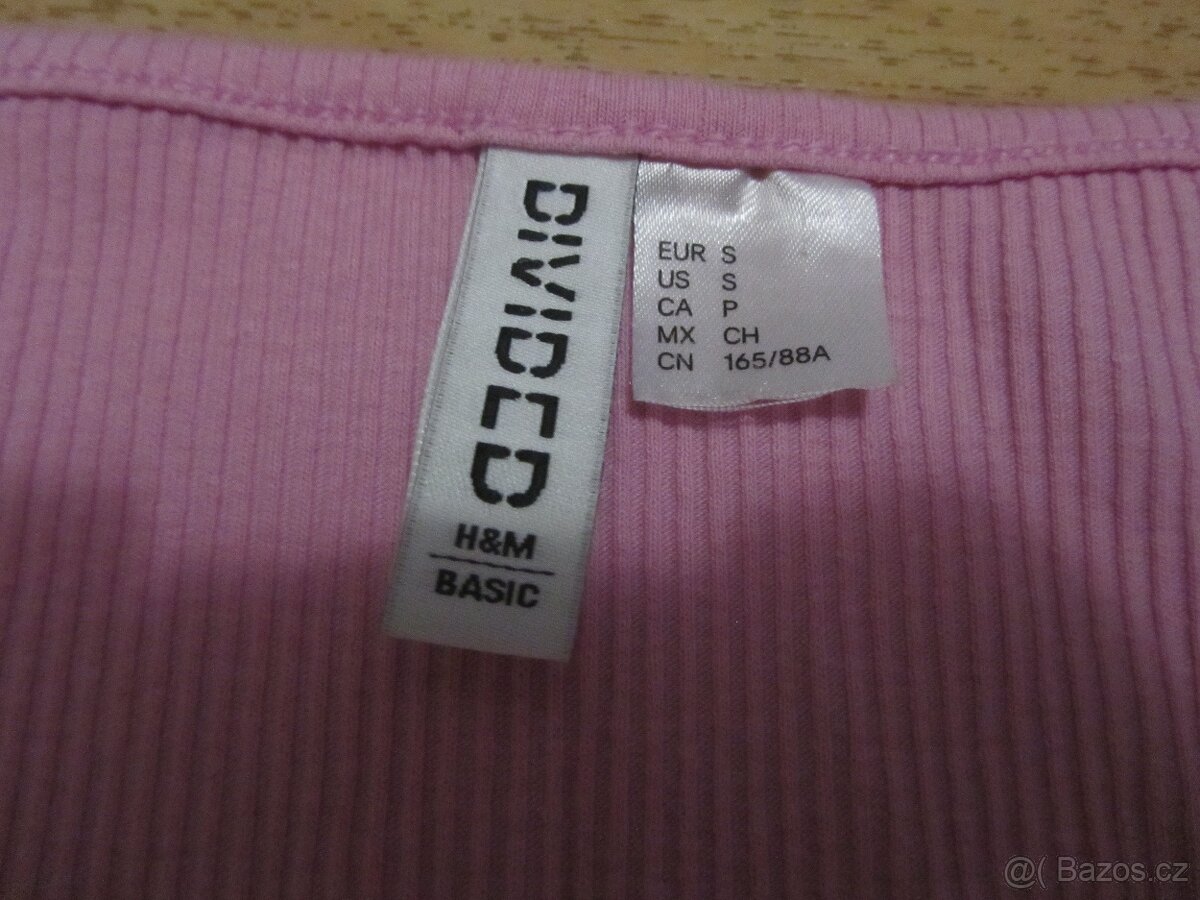 DIVIDED
H&M
BASIC
EUR S
US S
CA P
MX CH
CN 165/88A
@( Bazos.cz